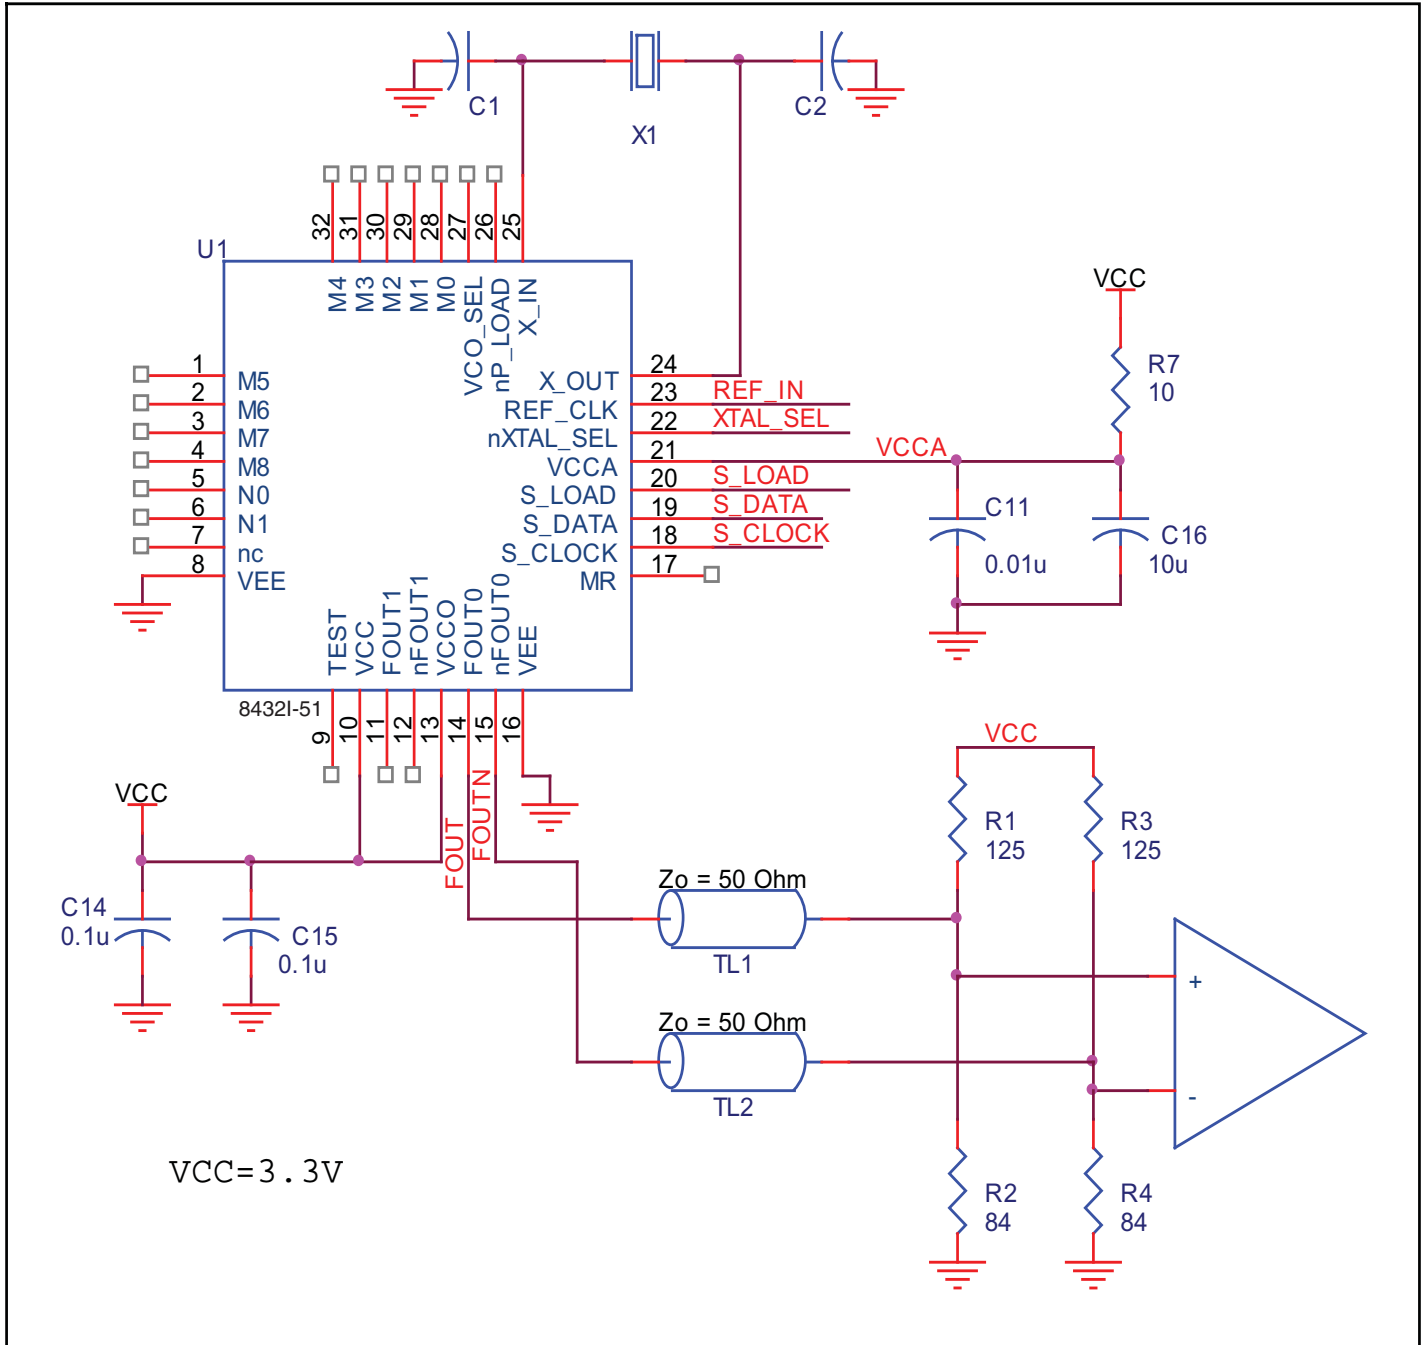 C1
X1
C2
32
31
30
29
28
27
26
25
U1
M4
M3
M2
M1
M0
VCO_SEL
nP_LOAD
X_IN
VCC
R7
10
1
M5
2
M6
3
M7
4
M8
5
N0
6
N1
7
nc
8
VEE
24
X_OUT
23
REF_CLK
REF_IN
22
nXTAL_SEL
XTAL_SEL
21
VCCA
VCCA
20
S_LOAD
S_LOAD
19
S_DATA
S_DATA
18
S_CLOCK
S_CLOCK
17
MR
C11
0.01u
C16
10u
TEST
VCC
FOUT1
nFOUT1
VCCO
FOUT0
nFOUT0
VEE
8432I-51
9
10
11
12
13
14
15
16
FOUT
FOUTN
VCC
C14
0.1u
C15
0.1u
VCC
R1
125
R3
125
Zo = 50 Ohm
TL1
Zo = 50 Ohm
TL2
+
-
R2
84
R4
84
VCC=3.3V